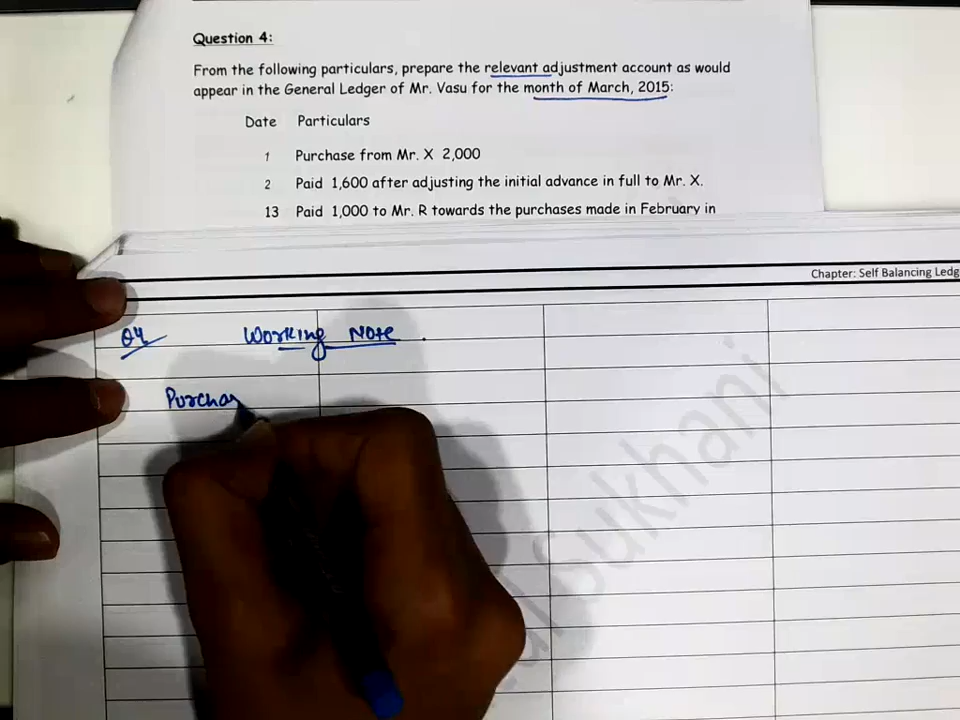 Question 4:
From the following particulars, prepare the relevant adjustment account as would
appear in the General Ledger of Mr. Vasu for the month of March, 2015:
Date Particulars
1 Purchase from Mr. X 2,000
2 Paid 1,600 after adjusting the initial advance in full to Mr. X.
13 Paid 1,000 to Mr. R towards the purchases made in February in
Chapter: Self Balancing Ledg
Q4 Working Note .
Purchas
Sukhani